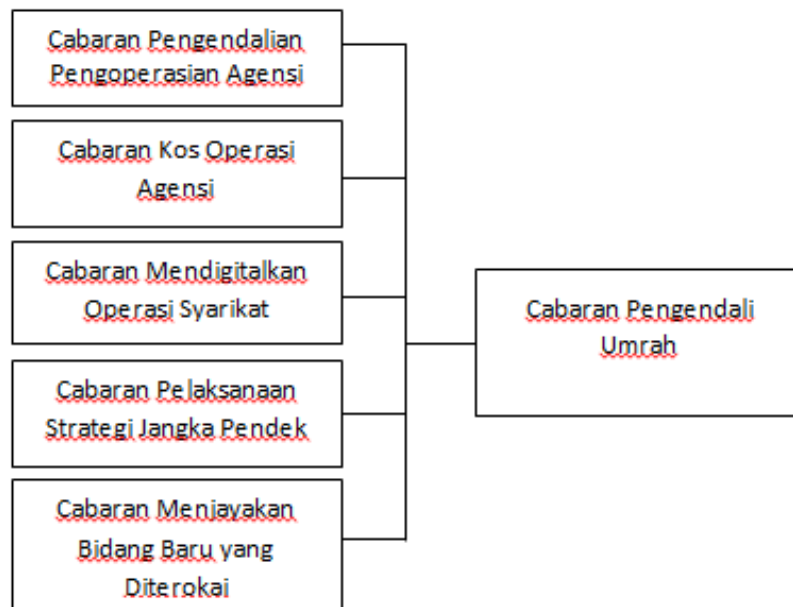 Cabaran Pengendalian
Pengoperasian Agensi
Cabaran Kos Operasi
Agensi
Cabaran Mendigitalkan
Operasi Syarikat
Cabaran Pelaksanaan
Strategi Jangka Pendek
Cabaran Menjayakan
Bidang Baru yang
Diterokai
Cabaran Pengendali
Umrah